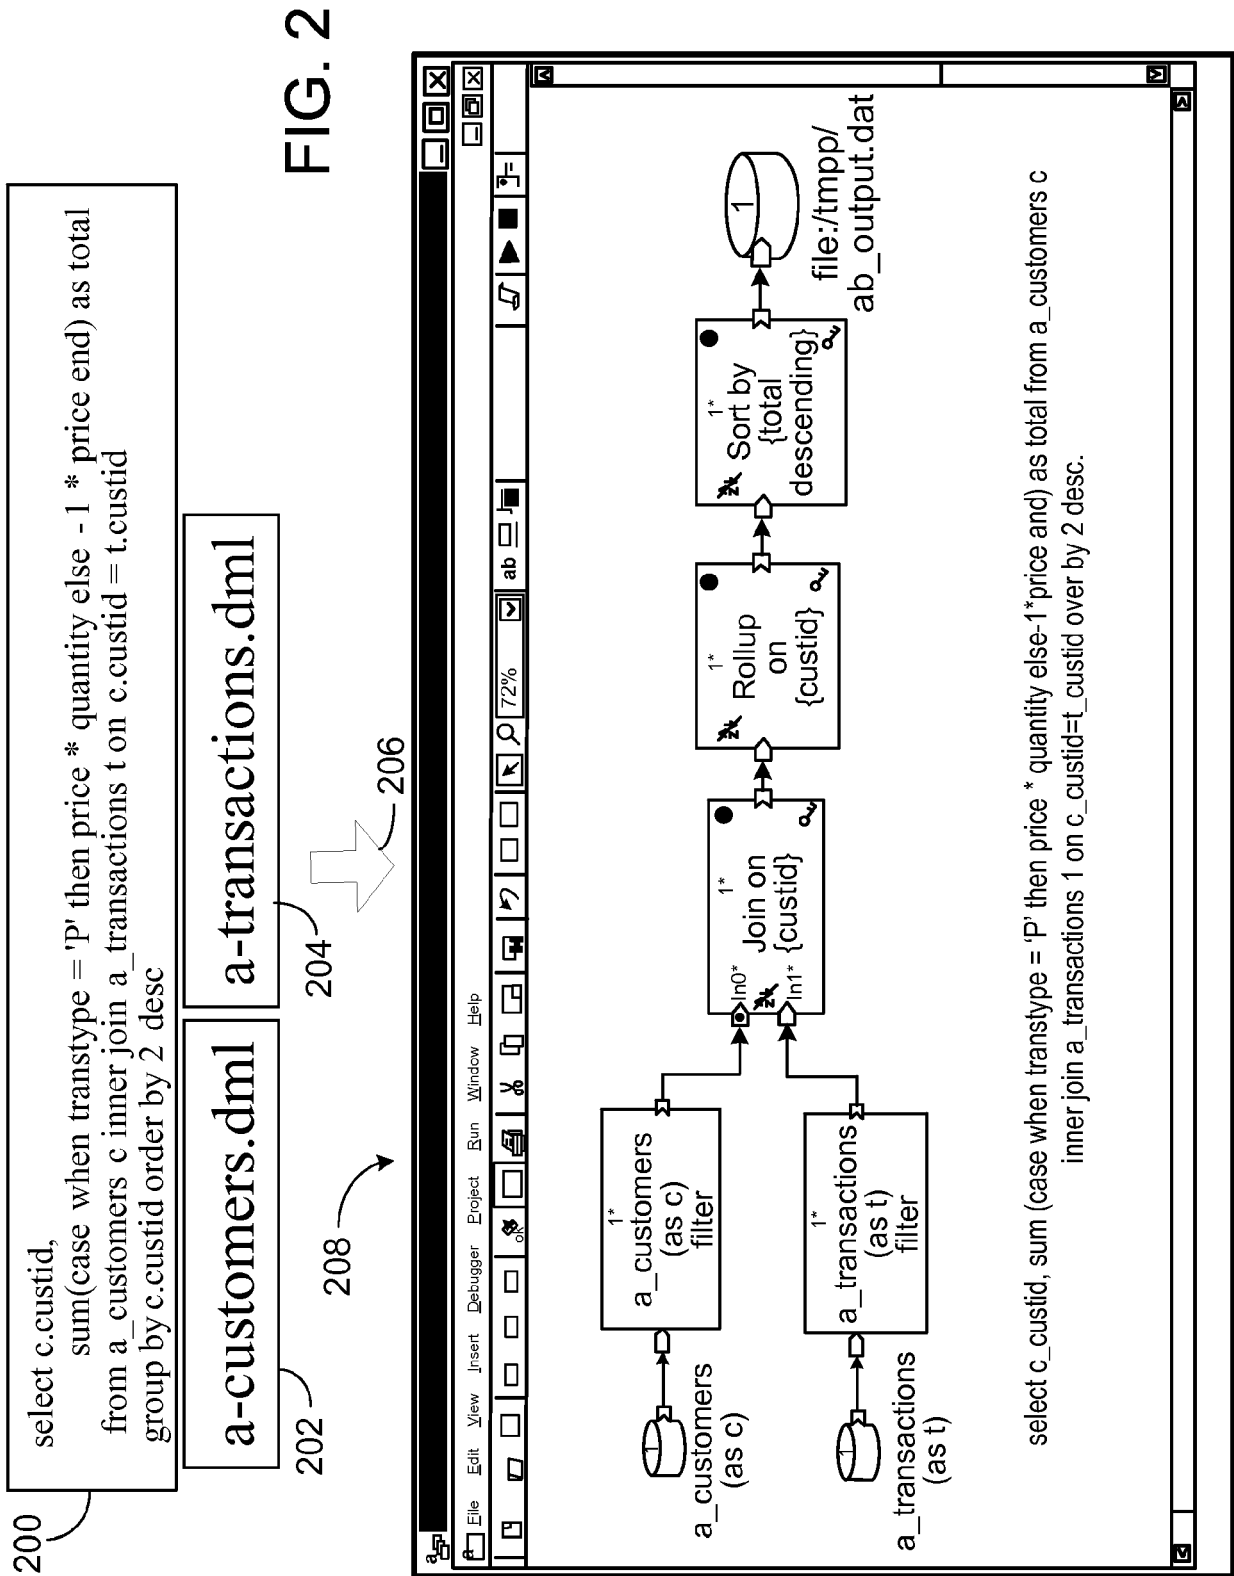 200
select c.custid,
sum(case when transtype = 'P' then price * quantity else - 1 * price end) as total
from a_customers c inner join a_transactions t on c.custid = t.custid
group by c.custid order by 2 desc
a-customers.dml
a-transactions.dml
202
204
206
208
FIG. 2
a
a
File Edit View Insert Debugger Project Run Window Help
ok
72%
ab
1
a_customers
(as c)
1*
a_customers
(as c)
filter
1
a_transactions
(as t)
1*
a_transactions
(as t)
filter
In0*
In1*
1*
Join on
{custid}
1*
Rollup
on
{custid}
1*
Sort by
{total
descending}
1
file:/tmpp/
ab_output.dat
select c_custid, sum (case when transtype = ‘P’ then price * quantity else-1*price and) as total from a_customers c
inner join a_transactions 1 on c_custid=t_custid over by 2 desc.